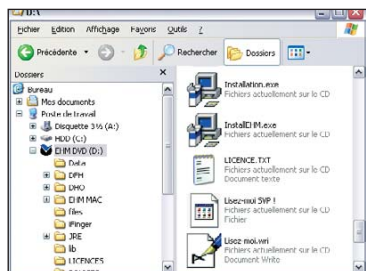 D:\
Fichier Edition Affichage Favoris Outils ?
Précédente Rechercher Dossiers
Dossiers X
Bureau
Mes documents
Poste de travail
Disquette 3½ (A:)
HDD (C:)
EHM DVD (D:)
Data
DPH
DHO
EHM MAC
files
iFinger
JRE
lib
LICENCES
Installation.exe
Fichiers actuellement sur le CD
InstallEHM.exe
Fichiers actuellement sur le CD
LICENCE.TXT
Fichiers actuellement sur le CD
Document texte
Lisez-moi SVP !
Fichiers actuellement sur le CD
Fichier
Lisez moi.wri
Fichiers actuellement sur le CD
Document Write